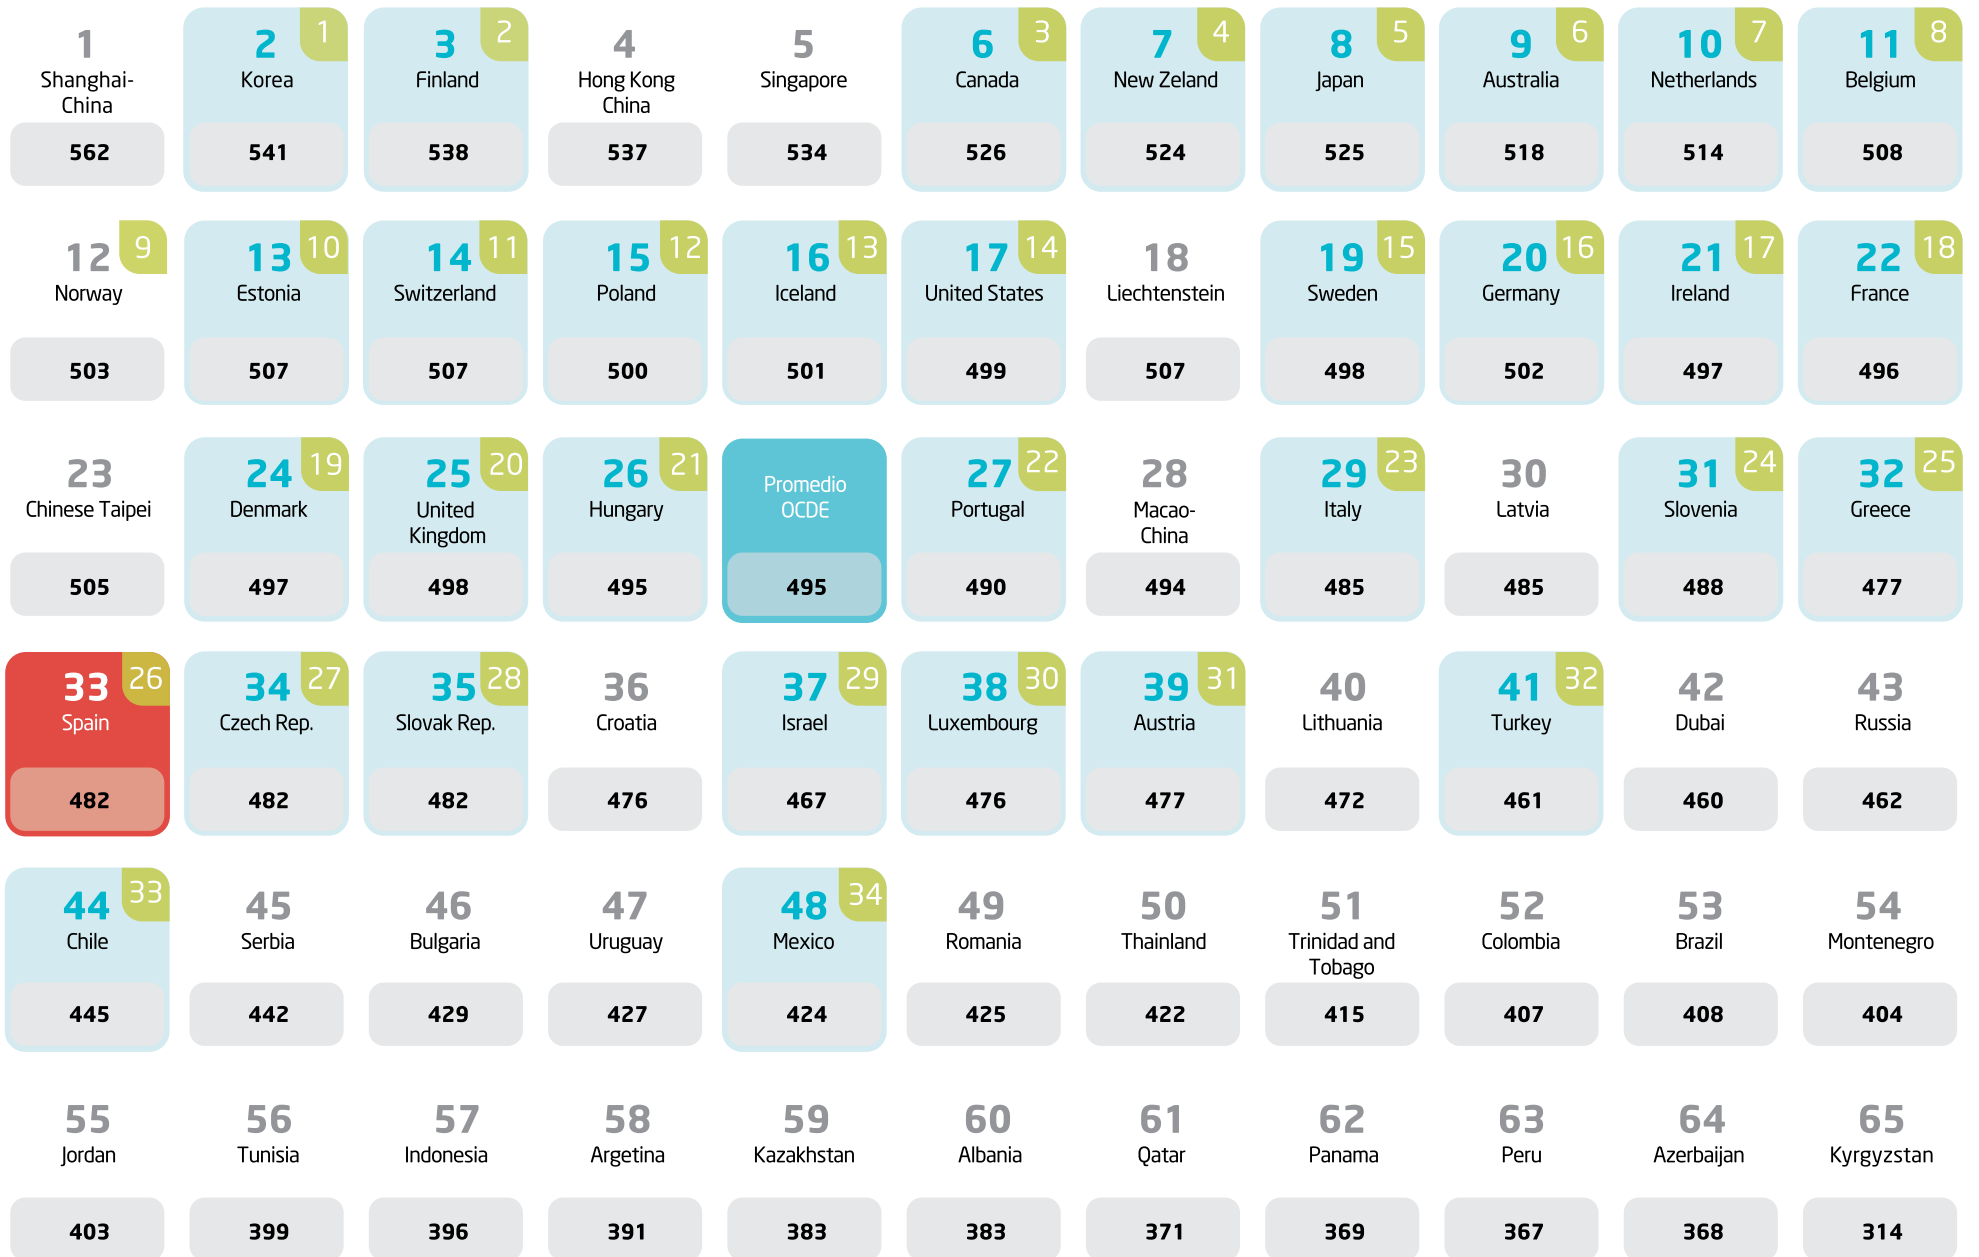 1
Shanghai-
China
562
2 1
Korea
541
3 2
Finland
538
4
Hong Kong
China
537
5
Singapore
534
6 3
Canada
526
7 4
New Zeland
524
8 5
Japan
525
9 6
Australia
518
10 7
Netherlands
514
11 8
Belgium
508
12 9
Norway
503
13 10
Estonia
507
14 11
Switzerland
507
15 12
Poland
500
16 13
Iceland
501
17 14
United States
499
18
Liechtenstein
507
19 15
Sweden
498
20 16
Germany
502
21 17
Ireland
497
22 18
France
496
23
Chinese Taipei
505
24 19
Denmark
497
25 20
United
Kingdom
498
26 21
Hungary
495
Promedio
OCDE
495
27 22
Portugal
490
28
Macao-
China
494
29 23
Italy
485
30
Latvia
485
31 24
Slovenia
488
32 25
Greece
477
33 26
Spain
482
34 27
Czech Rep.
482
35 28
Slovak Rep.
482
36
Croatia
476
37 29
Israel
467
38 30
Luxembourg
476
39 31
Austria
477
40
Lithuania
472
41 32
Turkey
461
42
Dubai
460
43
Russia
462
44 33
Chile
445
45
Serbia
442
46
Bulgaria
429
47
Uruguay
427
48 34
Mexico
424
49
Romania
425
50
Thainland
422
51
Trinidad and
Tobago
415
52
Colombia
407
53
Brazil
408
54
Montenegro
404
55
Jordan
403
56
Tunisia
399
57
Indonesia
396
58
Argetina
391
59
Kazakhstan
383
60
Albania
383
61
Qatar
371
62
Panama
369
63
Peru
367
64
Azerbaijan
368
65
Kyrgyzstan
314